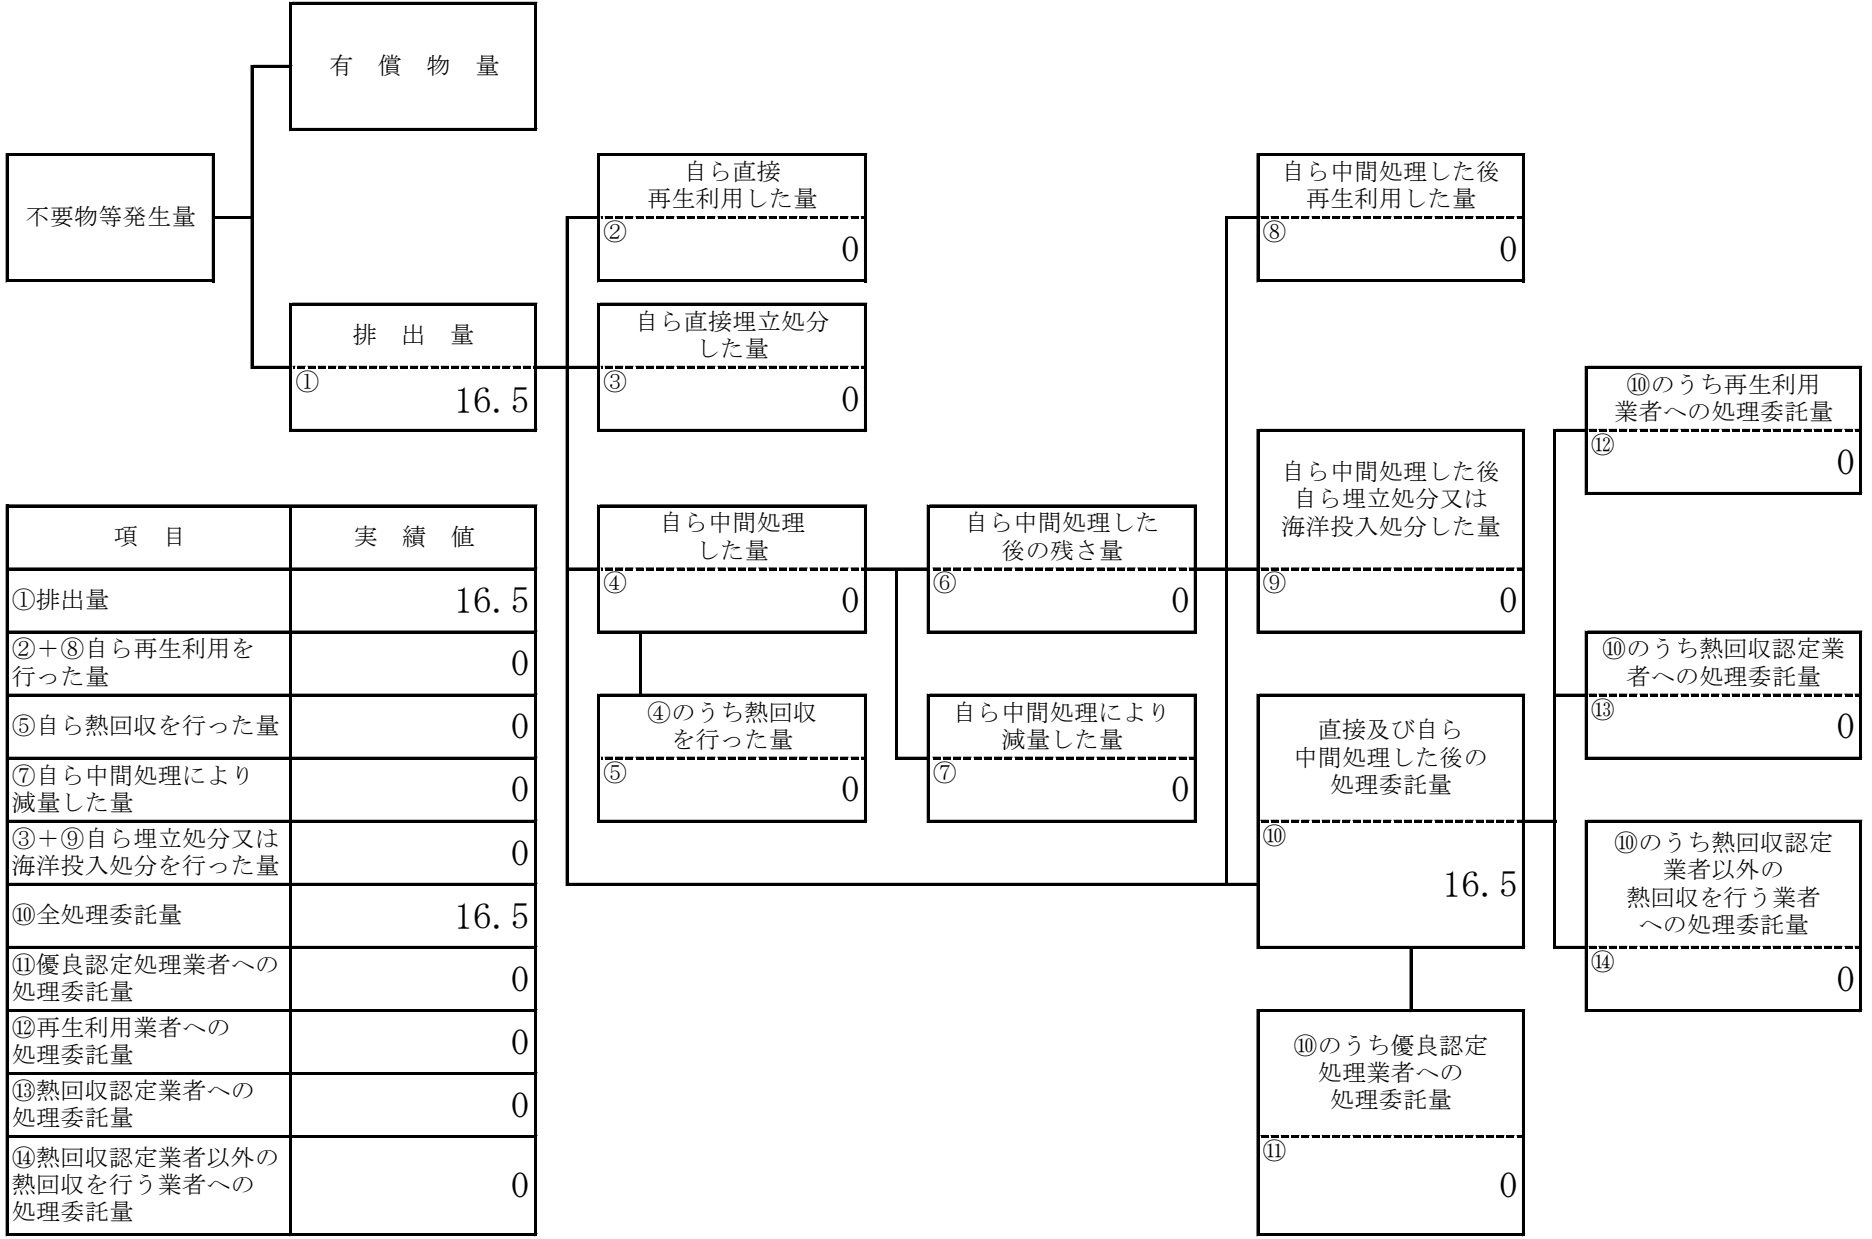 有 償 物 量
不要物等発生量
排 出 量
①
16.5
自ら直接
再生利用した量
②
0
自ら直接埋立処分
した量
③
0
自ら中間処理
した量
④
0
④のうち熱回収
を行った量
⑤
0
自ら中間処理した
後の残さ量
⑥
0
自ら中間処理により
減量した量
⑦
0
自ら中間処理した後
再生利用した量
⑧
0
自ら中間処理した後
自ら埋立処分又は
海洋投入処分した量
⑨
0
直接及び自ら
中間処理した後の
処理委託量
⑩
16.5
⑩のうち優良認定
処理業者への
処理委託量
⑪
0
⑩のうち再生利用
業者への処理委託量
⑫
0
⑩のうち熱回収認定業
者への処理委託量
⑬
0
⑩のうち熱回収認定
業者以外の
熱回収を行う業者
への処理委託量
⑭
0
項 目 実 績 値
①排出量 16.5
②＋⑧自ら再生利用を
行った量 0
⑤自ら熱回収を行った量 0
⑦自ら中間処理により
減量した量 0
③＋⑨自ら埋立処分又は
海洋投入処分を行った量 0
⑩全処理委託量 16.5
⑪優良認定処理業者への
処理委託量 0
⑫再生利用業者への
処理委託量 0
⑬熱回収認定業者への
処理委託量 0
⑭熱回収認定業者以外の
熱回収を行う業者への
処理委託量 0